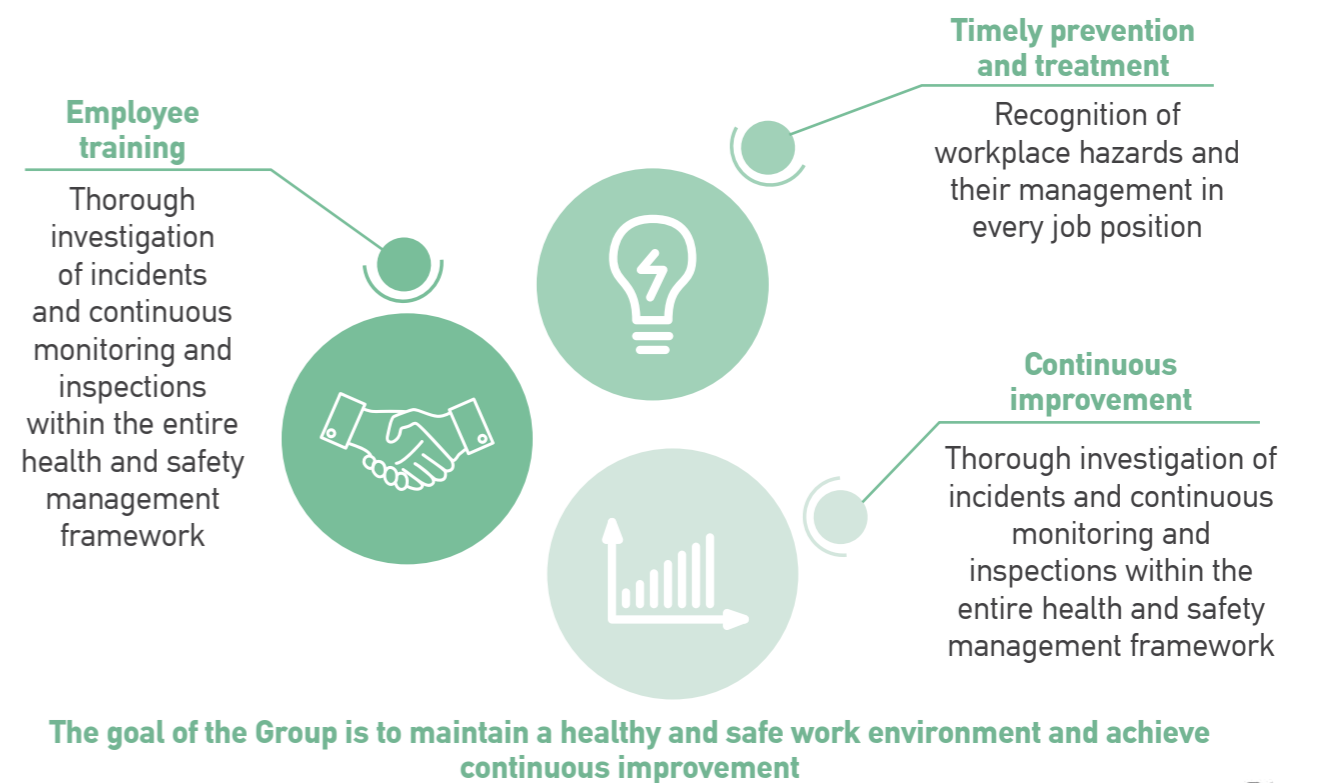 Employee
training
Thorough
investigation
of incidents
and continuous
monitoring and
inspections
within the entire
health and safety
management
framework
Timely prevention
and treatment
Recognition of
workplace hazards and
their management in
every job position
Continuous
improvement
Thorough investigation of
incidents and continuous
monitoring and
inspections within the
entire health and safety
management framework
The goal of the Group is to maintain a healthy and safe work environment and achieve
continuous improvement